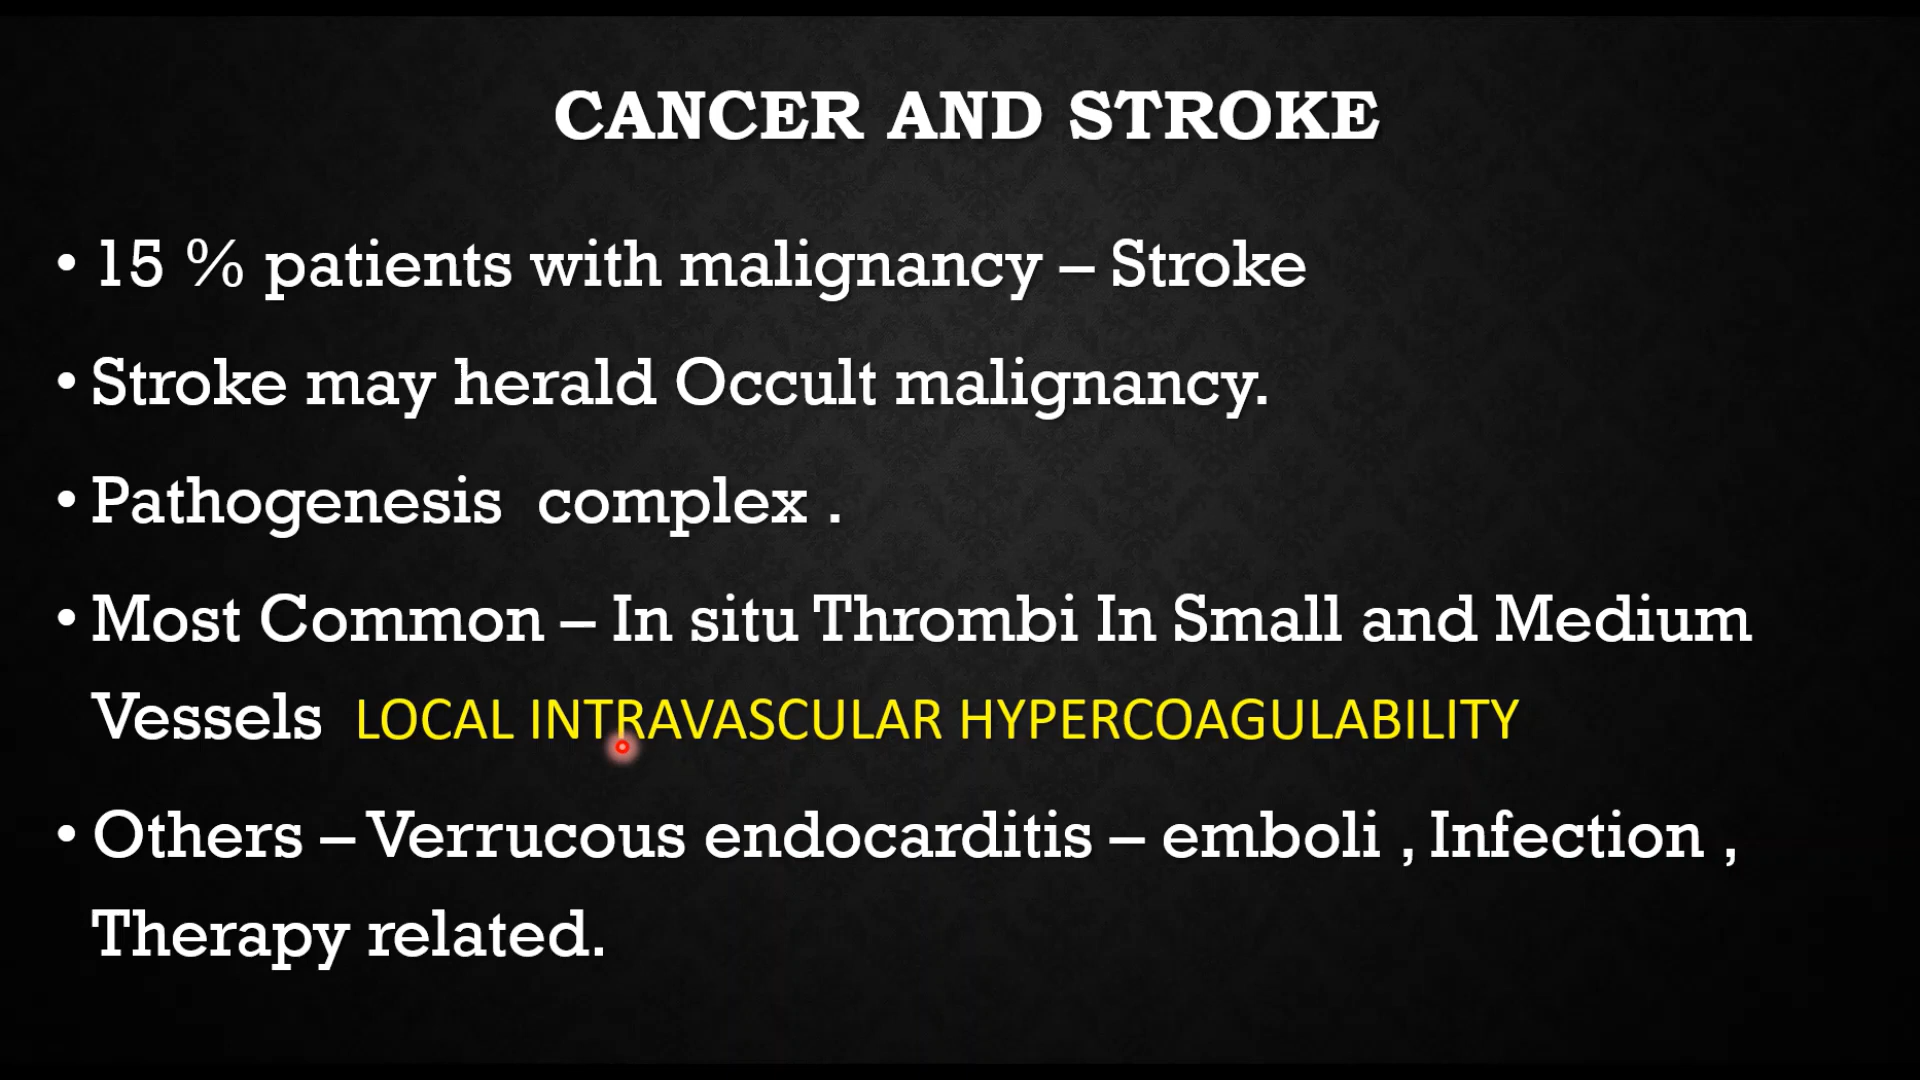 CANCER AND STROKE
• 15 % patients with malignancy – Stroke
• Stroke may herald Occult malignancy.
• Pathogenesis  complex .
• Most Common – In situ Thrombi In Small and Medium
Vessels  LOCAL INTRAVASCULAR HYPERCOAGULABILITY
• Others – Verrucous endocarditis – emboli , Infection ,
Therapy related.